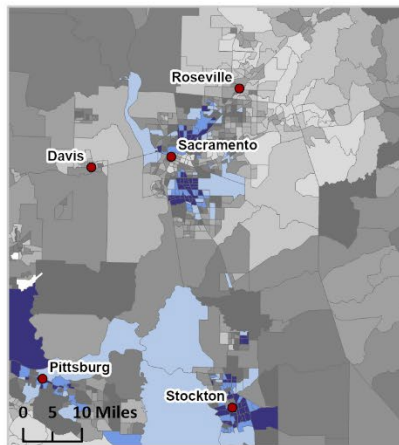 Roseville
Sacramento
Davis
Pittsburg
Stockton
0 5 10 Miles